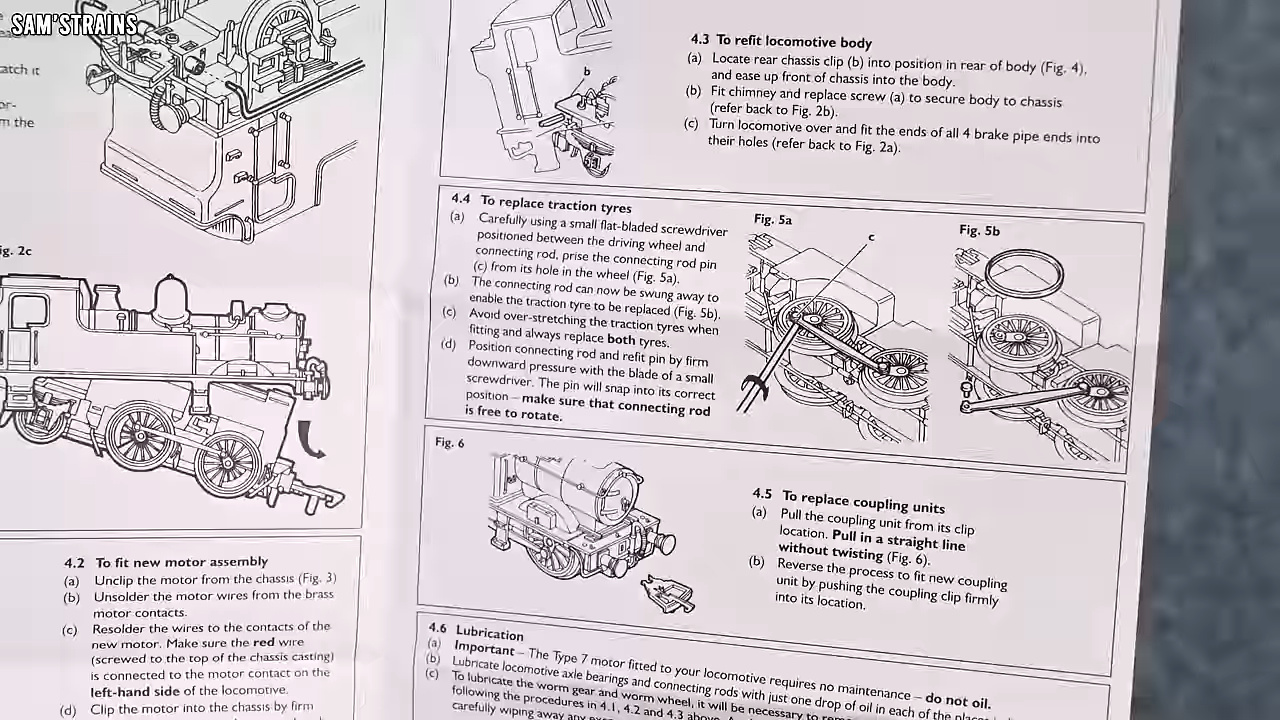 SAM'STRAINS
atch it
or-
m the
ig. 2c
4.2 To fit new motor assembly
(a) Unclip the motor from the chassis (Fig. 3)
(b) Unsolder the motor wires from the brass
motor contacts.
(c) Resolder the wires to the contacts of the
new motor. Make sure the red wire
(screwed to the top of the chassis casting)
is connected to the motor contact on the
left-hand side of the locomotive.
(d) Clip the motor into the chassis by firm
b
4.3 To refit locomotive body
(a) Locate rear chassis clip (b) into position in rear of body (Fig. 4),
and ease up front of chassis into the body.
(b) Fit chimney and replace screw (a) to secure body to chassis
(refer back to Fig. 2b).
(c) Turn locomotive over and fit the ends of all 4 brake pipe ends into
their holes (refer back to Fig. 2a).
4.4 To replace traction tyres
(a) Carefully using a small flat-bladed screwdriver
positioned between the driving wheel and
connecting rod, prise the connecting rod pin
(c) from its hole in the wheel (Fig. 5a).
(b) The connecting rod can now be swung away to
enable the traction tyre to be replaced (Fig. 5b).
(c) Avoid over-stretching the traction tyres when
fitting and always replace both tyres.
(d) Position connecting rod and refit pin by firm
downward pressure with the blade of a small
screwdriver. The pin will snap into its correct
position – make sure that connecting rod
is free to rotate.
Fig. 5a
c
Fig. 5b
Fig. 6
4.5 To replace coupling units
(a) Pull the coupling unit from its clip
location. Pull in a straight line
without twisting (Fig. 6).
(b) Reverse the process to fit new coupling
unit by pushing the coupling clip firmly
into its location.
4.6 Lubrication
(a) Important – The Type 7 motor fitted to your locomotive requires no maintenance – do not oil.
(b) Lubricate locomotive axle bearings and connecting rods with just one drop of oil in each of the
(c) To lubricate the worm gear and worm wheel, it will be necessary to
following the procedures in 4.1, 4.2 and 4.3 above.
carefully wiping away any